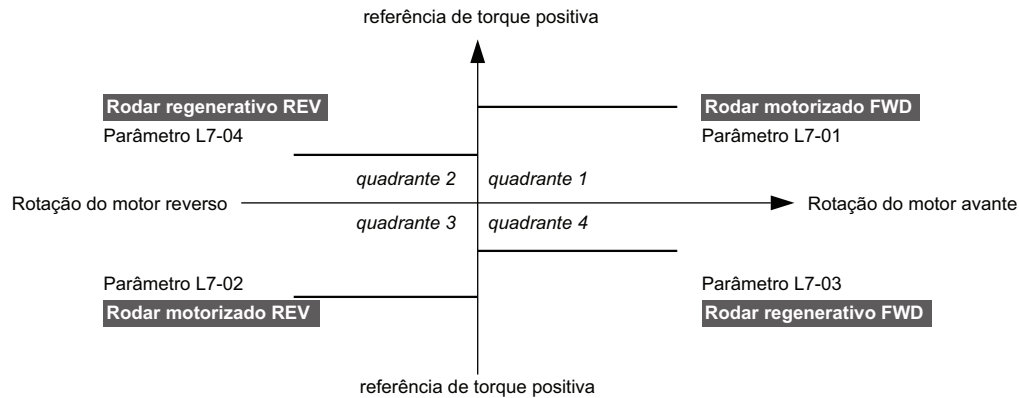 referência de torque positiva
Rodar regenerativo REV
Rodar motorizado FWD
Parâmetro L7-04
Parâmetro L7-01
quadrante 2
quadrante 1
Rotação do motor reverso
Rotação do motor avante
quadrante 3
quadrante 4
Parâmetro L7-02
Parâmetro L7-03
Rodar motorizado REV
Rodar regenerativo FWD
referência de torque positiva